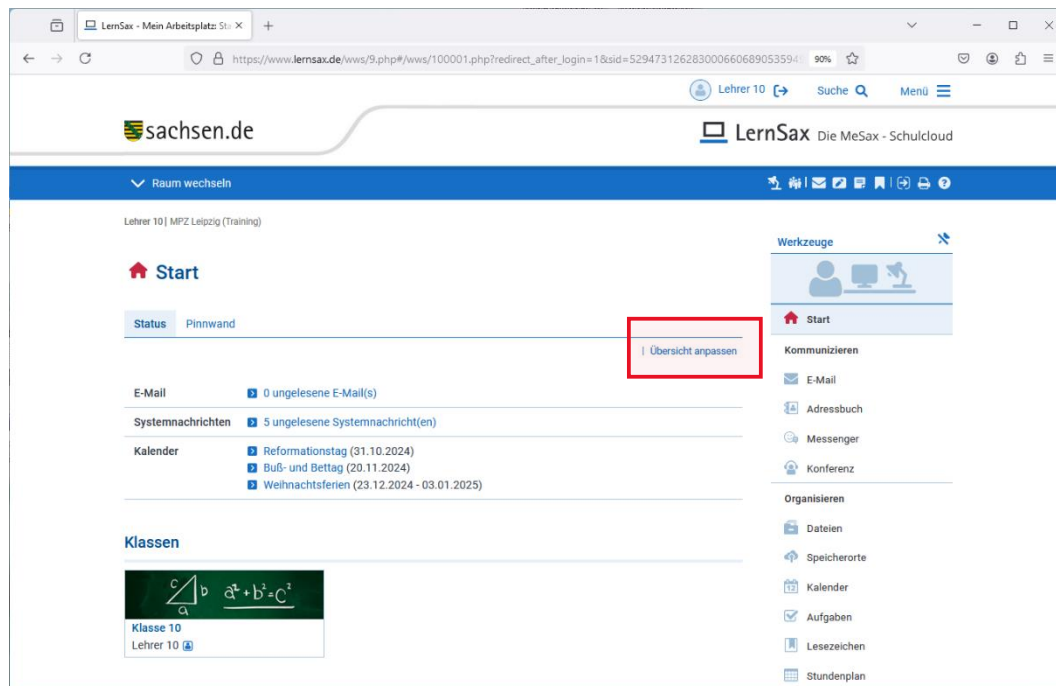 LernSax - Mein Arbeitsplatz: Sta
https://www.lernsax.de/wws/9.php#/wws/100001.php?redirect_after_login=1&sid=
90%
Lehrer 10
Suche
Menü
sachsen.de
LernSax Die MeSax - Schulcloud
Raum wechseln
Lehrer 10 | MPZ Leipzig (Training)
Start
Status Pinnwand
| Übersicht anpassen
E-Mail 0 ungelesene E-Mail(s)
Systemnachrichten 5 ungelesene Systemnachricht(en)
Kalender Reformationstag (31.10.2024)
Buß- und Bettag (20.11.2024)
Weihnachtsferien (23.12.2024 - 03.01.2025)
Klassen
c b a
a²+b²=c²
Klasse 10
Lehrer 10
Werkzeuge
Start
Kommunizieren
E-Mail
Adressbuch
Messenger
Konferenz
Organisieren
Dateien
Speicherorte
12
Kalender
Aufgaben
Lesezeichen
Stundenplan